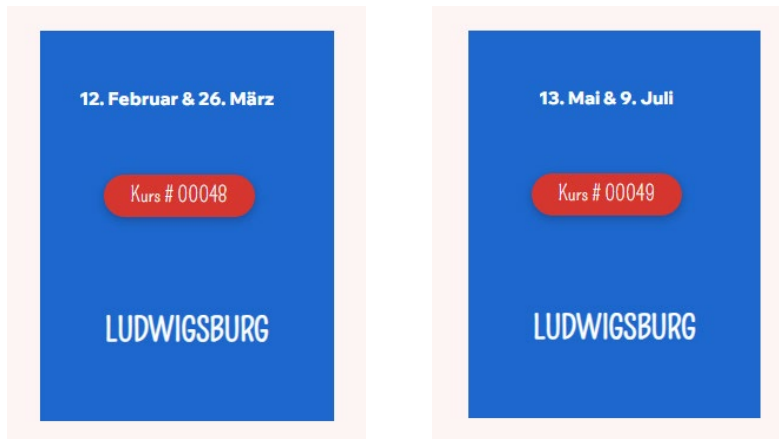 12. Februar & 26. März
Kurs # 00048
LUDWIGSBURG
13. Mai & 9. Juli
Kurs # 00049
LUDWIGSBURG